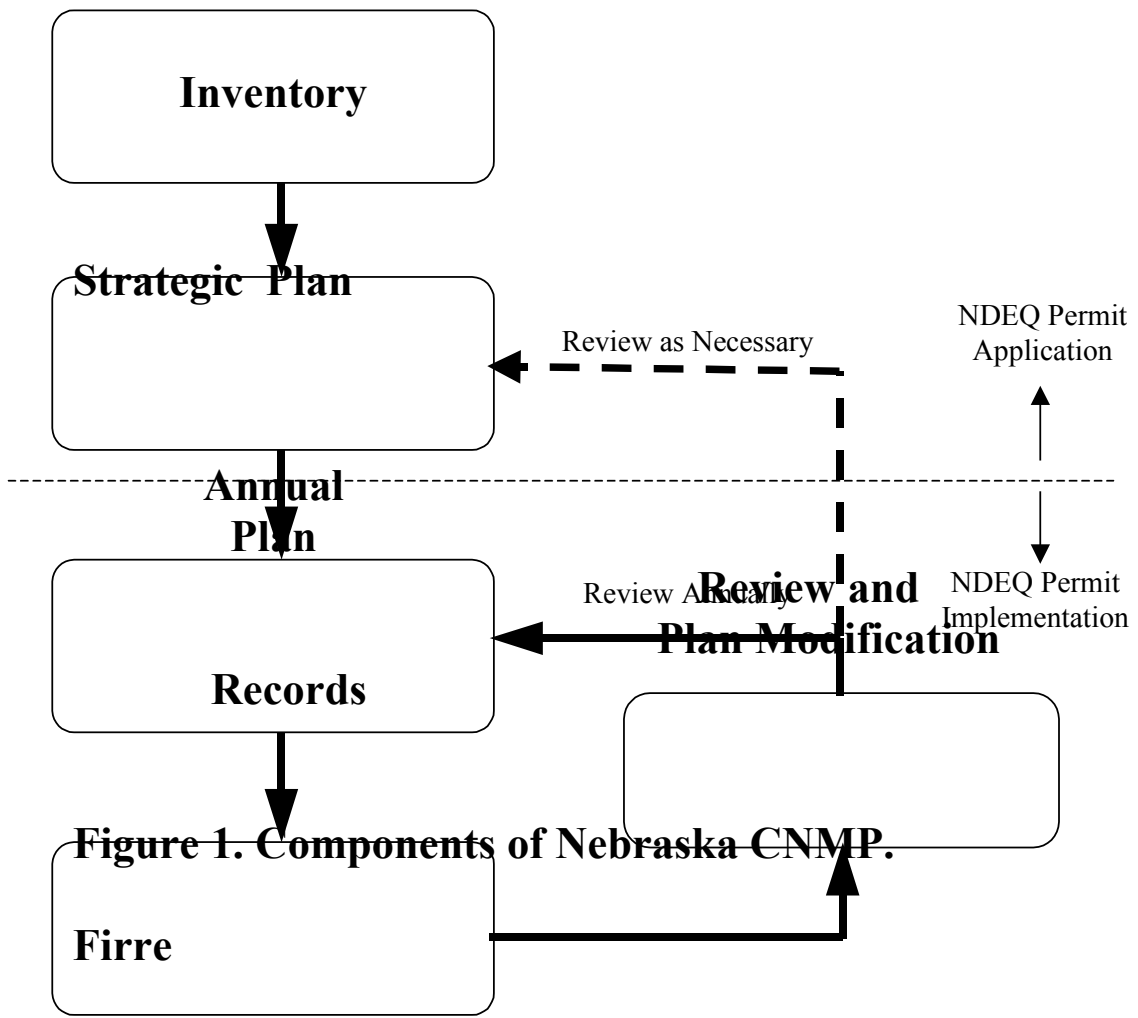 Inventory
Strategic Plan
Review as Necessary
NDEQ Permit
Application
Annual
Plan
Review Annually
Review and
Plan Modification
NDEQ Permit
Implementation
Records
Figure 1. Components of Nebraska CNMP.
Firre